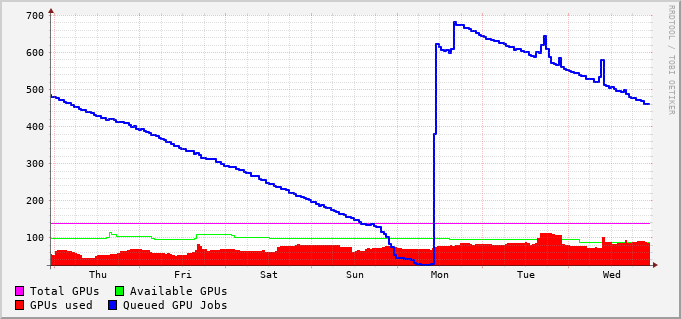 700
600
500
400
300
200
100
Thu Fri Sat Sun Mon Tue Wed
Total GPUs Available GPUs
GPUs used Queued GPU Jobs
RRDTOOL / TOBI OETIKER